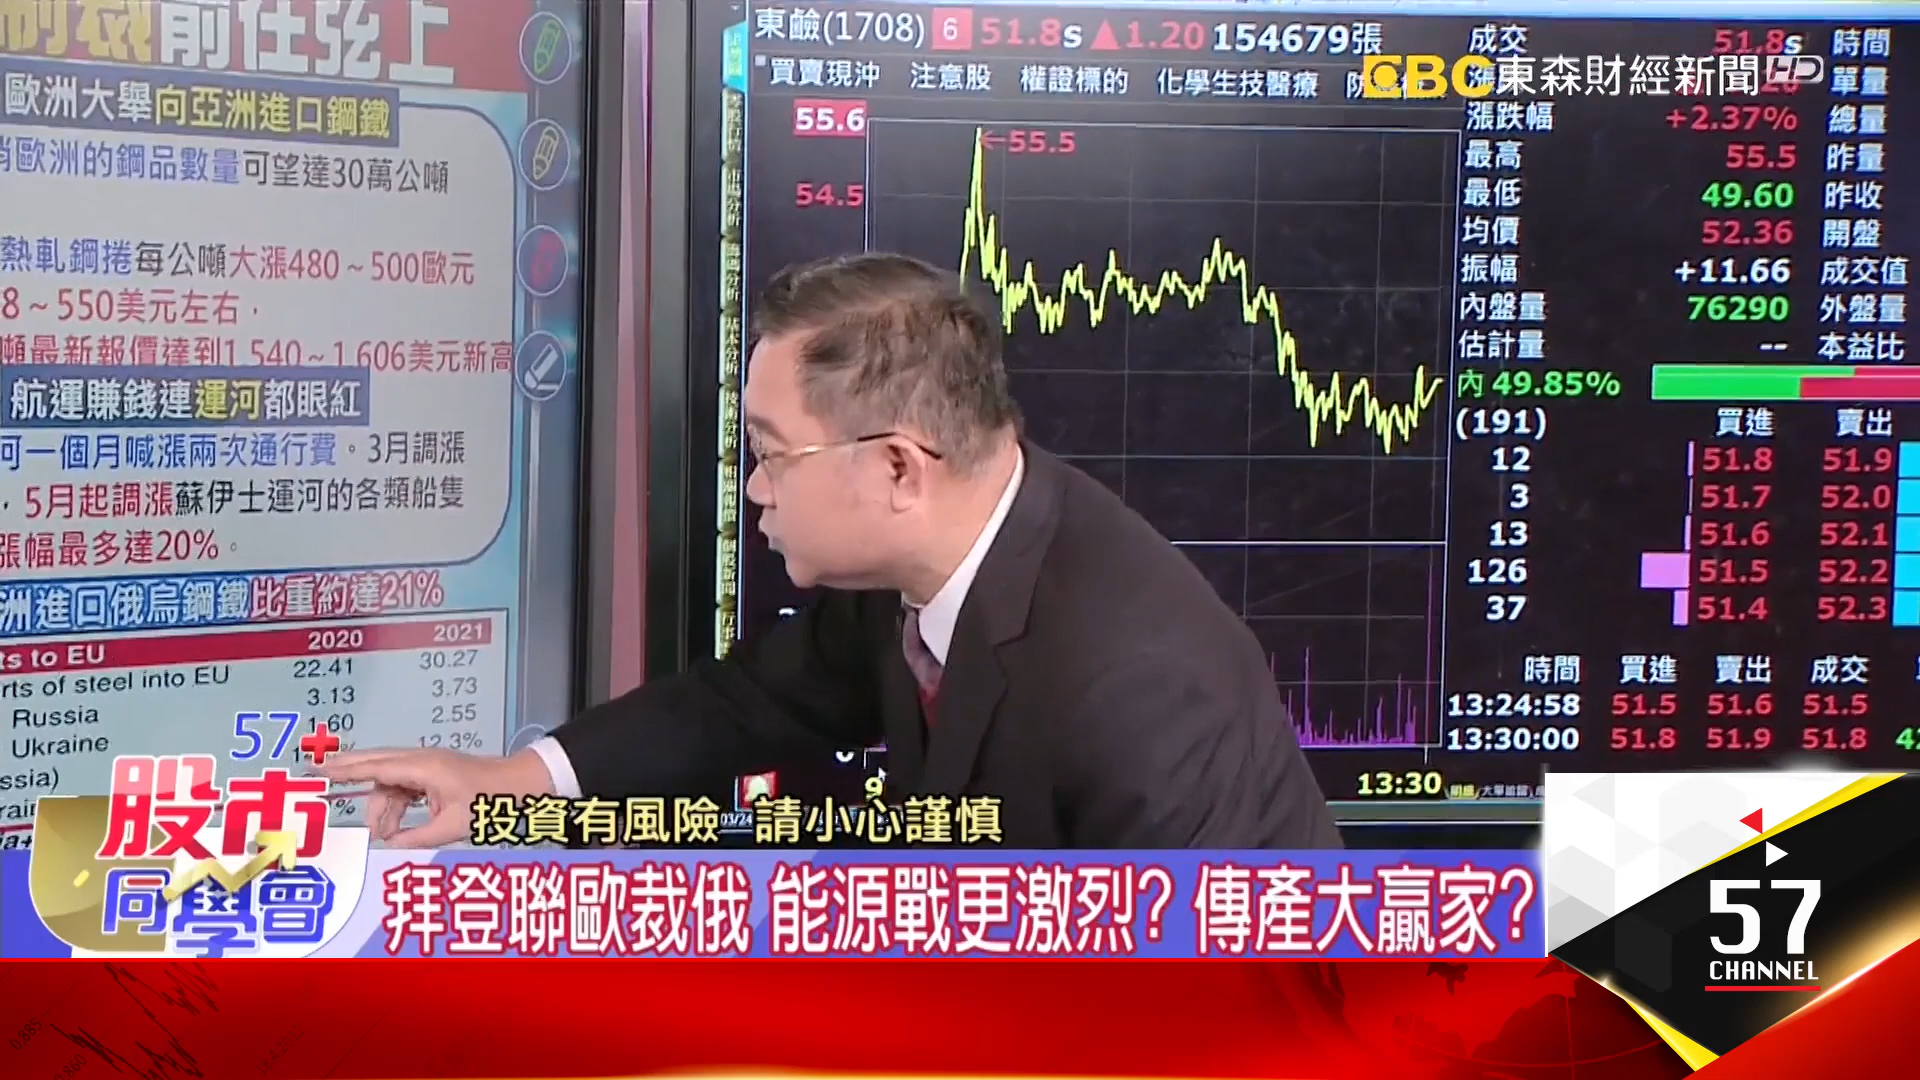 制裁前在弦上
歐洲大舉向亞洲進口鋼鐵
銷歐洲的鋼品數量可望達30萬公噸
熱軋鋼捲每公噸大漲480～500歐元
8～550美元左右，
噸最新報價達到1,540～1,606美元新高
航運賺錢連運河都眼紅
河一個月喊漲兩次通行費。3月調漲
，5月起調漲蘇伊士運河的各類船隻
漲幅最多達20%。
洲進口俄烏鋼鐵比重約達21%
ts to EU 2020 2021
rts of steel into EU 22.41 30.27
Russia 3.13 3.73
Ukraine 1.60 2.55
ssia) 12.3%
東鹼(1708) 6 51.8s ▲1.20 154679張
買賣現沖 注意股 權證標的 化學生技醫療
EBC東森財經新聞HD
55.6
55.5
54.5
成交 51.8s 時間
單量
漲跌幅 +2.37% 總量
最高 55.5 昨量
最低 49.60 昨收
均價 52.36 開盤
振幅 +11.66 成交值
內盤量 76290 外盤量
估計量 -- 本益比
內 49.85%
(191) 買進 賣出
12 51.8 51.9
3 51.7 52.0
13 51.6 52.1
126 51.5 52.2
37 51.4 52.3
時間 買進 賣出 成交
13:24:58 51.5 51.6 51.5
13:30:00 51.8 51.9 51.8
0
9
13:30
03/24
投資有風險 請小心謹慎
57+
股市
同學會
拜登聯歐裁俄 能源戰更激烈? 傳產大贏家?
57
CHANNEL